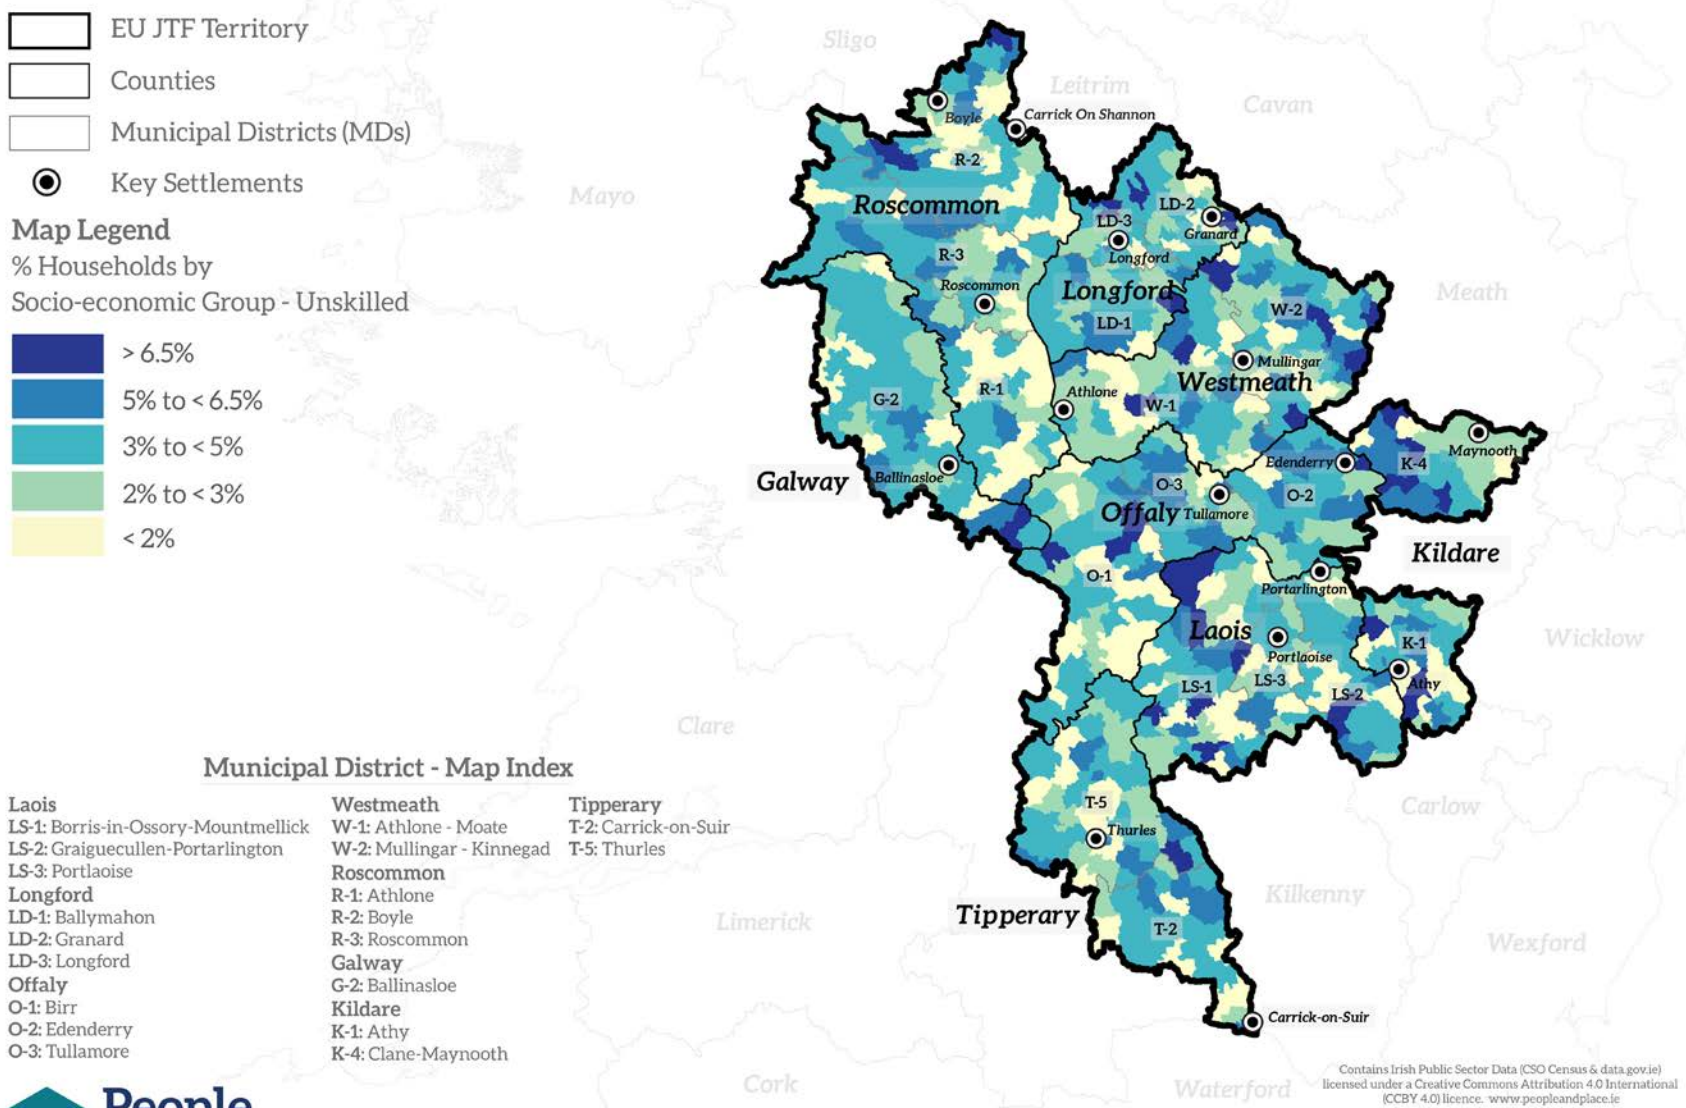 EU JTF Territory
Counties
Municipal Districts (MDs)
Key Settlements
Map Legend
% Households by
Socio-economic Group - Unskilled
> 6.5%
5% to < 6.5%
3% to < 5%
2% to < 3%
< 2%
Sligo
Leitrim
Cavan
Mayo
Meath
Wicklow
Clare
Carlow
Limerick
Kilkenny
Wexford
Cork
Waterford
Boyle
Carrick On Shannon
R-2
Roscommon
LD-2
LD-3
Granard
Longford
R-3
Roscommon
Longford
LD-1
W-2
Mullingar
Westmeath
R-1
Athlone
W-1
G-2
Ballinasloe
Galway
Edenderry
K-4
Maynooth
O-3
O-2
Offaly
Tullamore
Kildare
O-1
Portarlington
Laois
Portlaoise
K-1
Athy
LS-1
LS-3
LS-2
T-5
Thurles
Tipperary
T-2
Carrick-on-Suir
Municipal District - Map Index
Laois
LS-1: Borris-in-Ossory-Mountmellick
LS-2: Graiguecullen-Portarlington
LS-3: Portlaoise
Longford
LD-1: Ballymahon
LD-2: Granard
LD-3: Longford
Offaly
O-1: Birr
O-2: Edenderry
O-3: Tullamore
Westmeath
W-1: Athlone - Moate
W-2: Mullingar - Kinnegad
Roscommon
R-1: Athlone
R-2: Boyle
R-3: Roscommon
Galway
G-2: Ballinasloe
Kildare
K-1: Athy
K-4: Clane-Maynooth
Tipperary
T-2: Carrick-on-Suir
T-5: Thurles
People
Contains Irish Public Sector Data (CSO Census & data.gov.ie)
licensed under a Creative Commons Attribution 4.0 International
(CCBY 4.0) licence. www.peopleandplace.ie